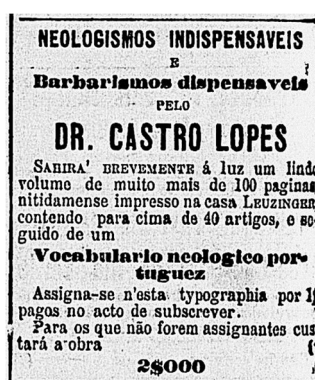 NEOLOGISMOS INDISPENSAVEIS
E
Barbarismos dispensaveis
PELO
DR. CASTRO LOPES
SAHIRA' BREVEMENTE á luz um lindo
volume de muito mais de 100 paginas
nitidamente impresso na casa LEUZINGER
contendo para cima de 40 artigos, e se-
guido de um
Vocabulario neologico por-
tuguez
Assigna-se n'esta typographia por 1$
pagos no acto de subscrever.
Para os que não forem assignantes cus
tará a obra
2$000